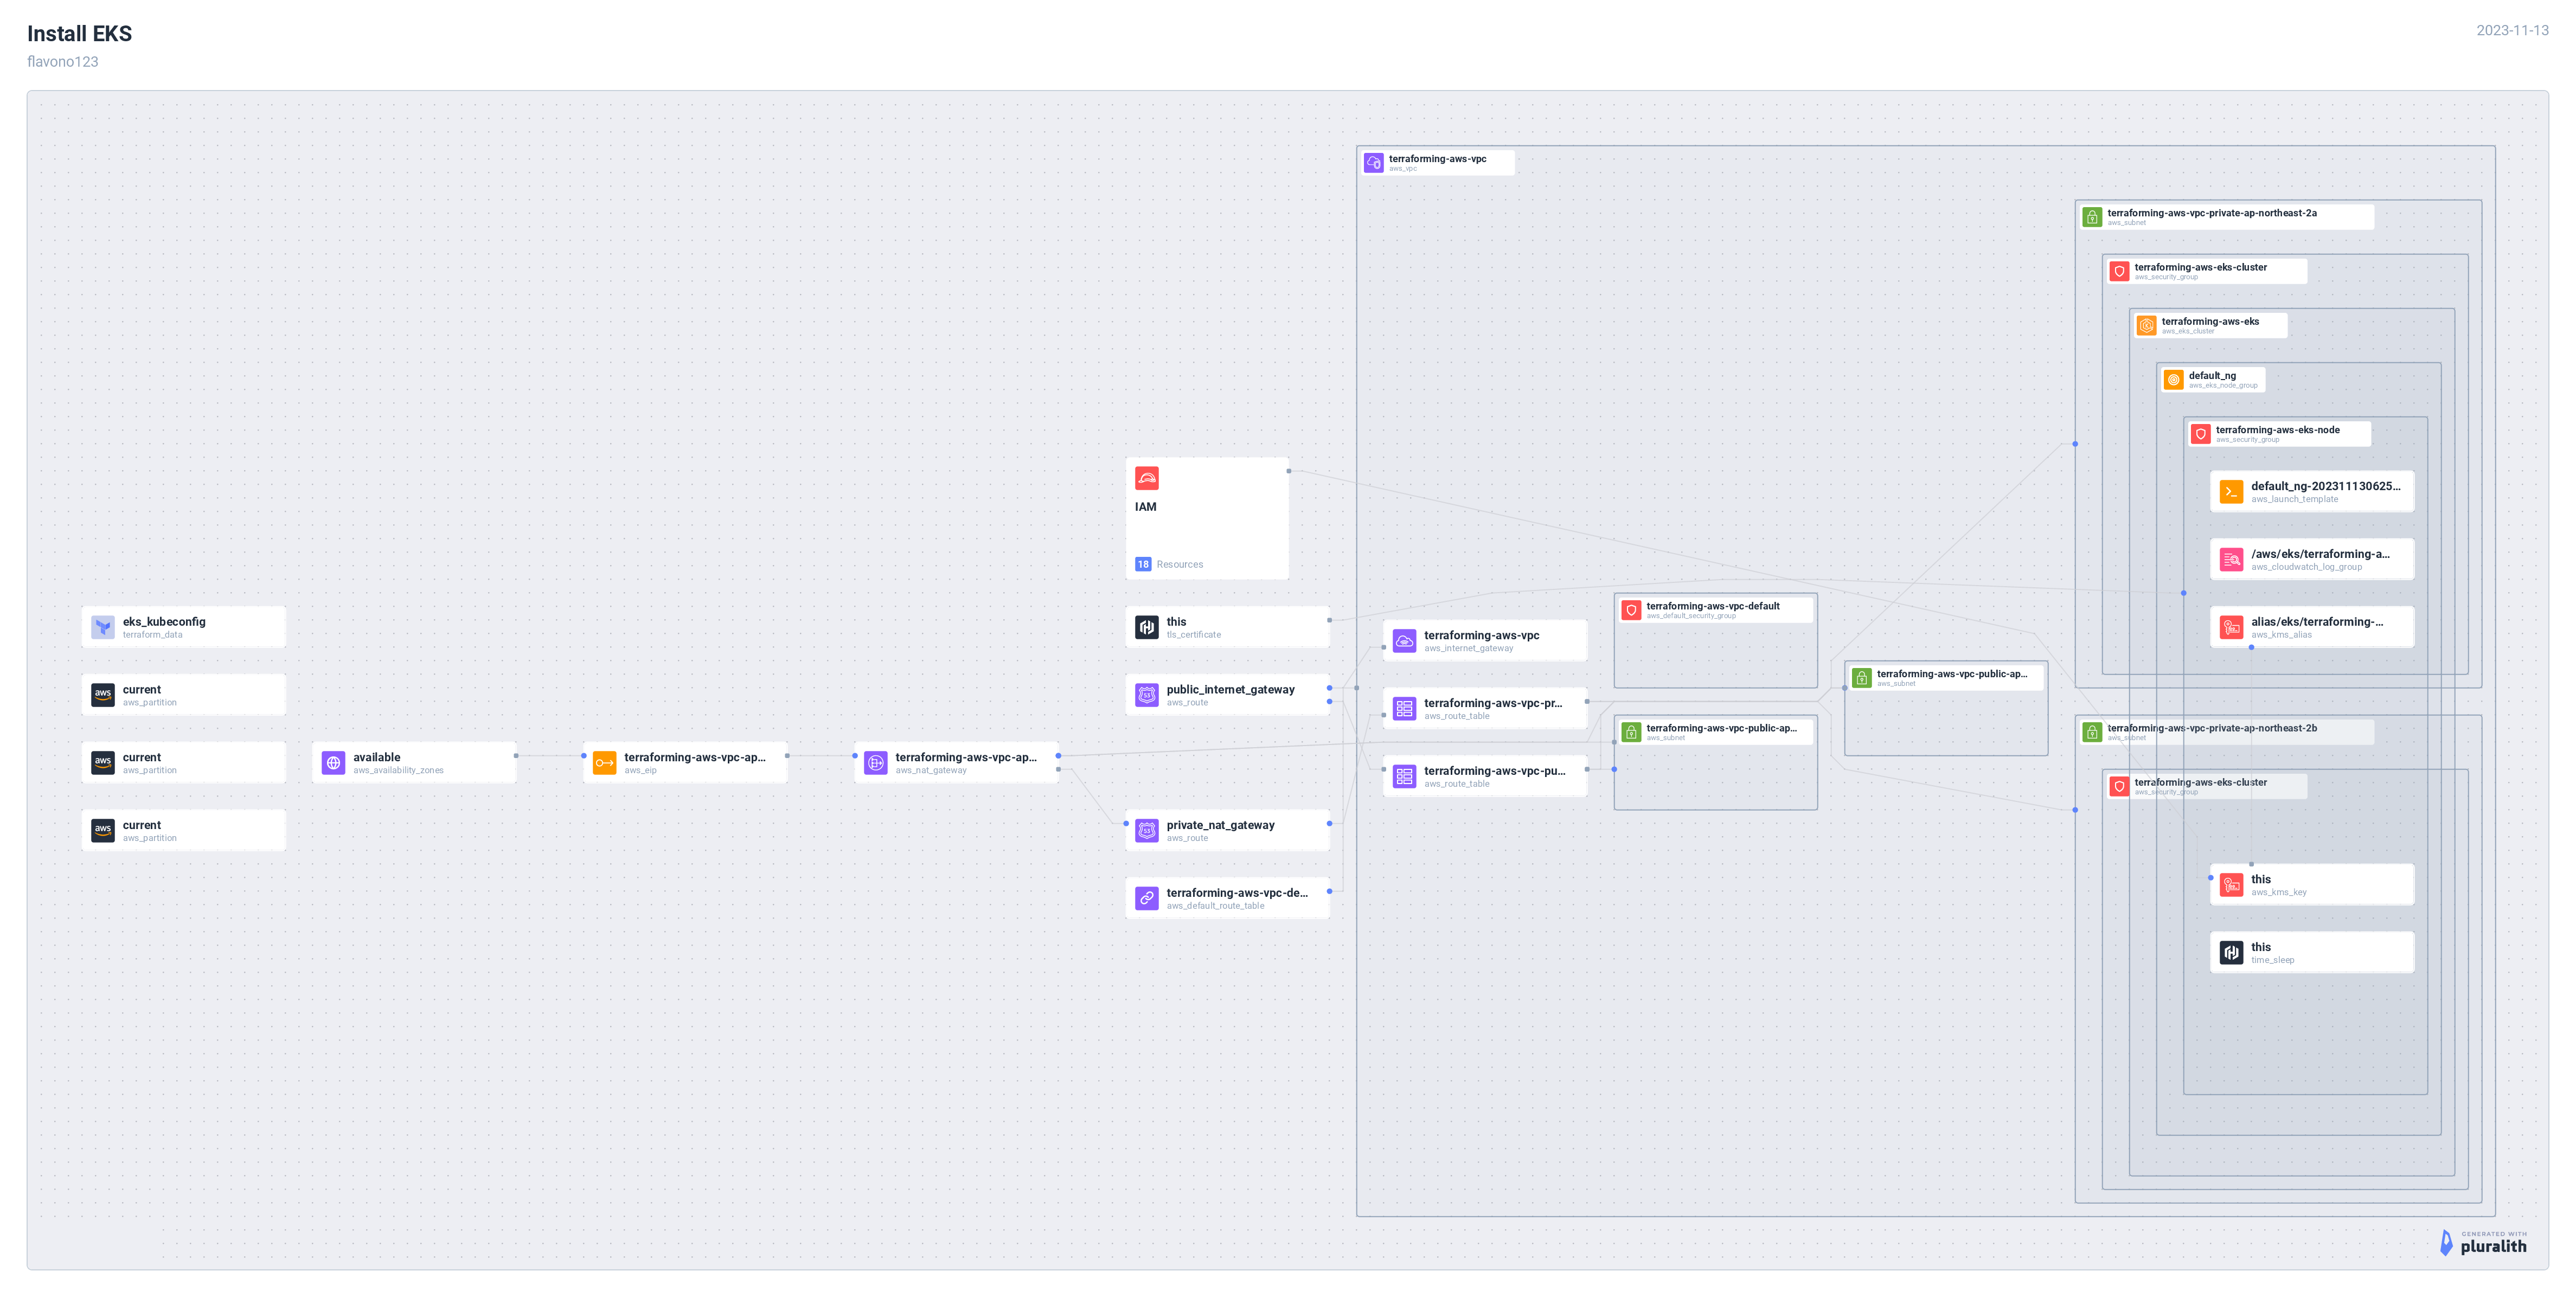 Install EKS
flavono123
2023-11-13
terraforming-aws-vpc
aws_vpc
terraforming-aws-vpc-private-ap-northeast-2a
aws_subnet
terraforming-aws-eks-cluster
aws_security_group
terraforming-aws-eks
aws_eks_cluster
default_ng
aws_eks_node_group
terraforming-aws-eks-node
aws_security_group
default_ng-202311130625...
aws_launch_template
/aws/eks/terraforming-a...
aws_cloudwatch_log_group
alias/eks/terraforming-...
aws_kms_alias
IAM
18 Resources
eks_kubeconfig
terraform_data
current
aws_partition
current
aws_partition
current
aws_partition
available
aws_availability_zones
terraforming-aws-vpc-ap...
aws_eip
terraforming-aws-vpc-ap...
aws_nat_gateway
this
tls_certificate
public_internet_gateway
aws_route
private_nat_gateway
aws_route
terraforming-aws-vpc-de...
aws_default_route_table
terraforming-aws-vpc
aws_internet_gateway
terraforming-aws-vpc-pr...
aws_route_table
terraforming-aws-vpc-pu...
aws_route_table
terraforming-aws-vpc-default
aws_default_security_group
terraforming-aws-vpc-public-ap...
aws_subnet
terraforming-aws-vpc-public-ap...
aws_subnet
terraforming-aws-vpc-private-ap-northeast-2b
aws_subnet
terraforming-aws-eks-cluster
aws_security_group
this
aws_kms_key
this
time_sleep
GENERATED WITH
pluralith